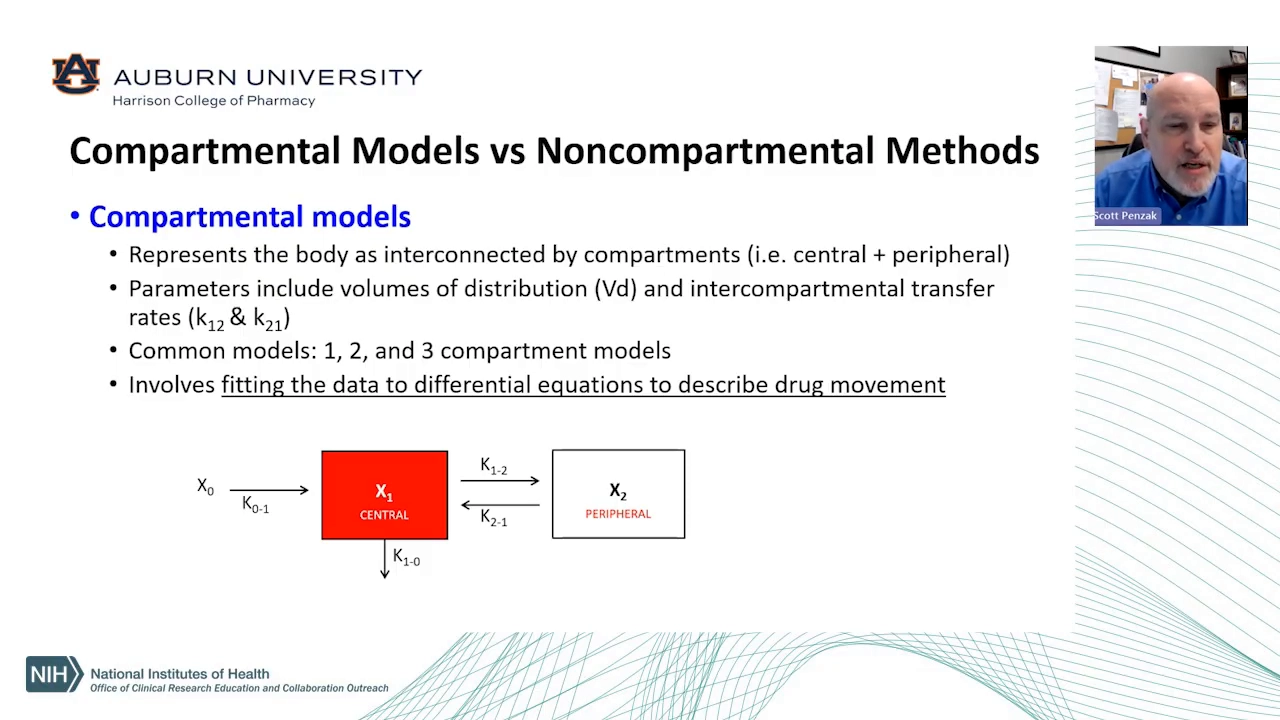 AUBURN UNIVERSITY
Harrison College of Pharmacy
Compartmental Models vs Noncompartmental Methods
• Compartmental models
• Represents the body as interconnected by compartments (i.e. central + peripheral)
• Parameters include volumes of distribution (Vd) and intercompartmental transfer
rates (k12 & k21)
• Common models: 1, 2, and 3 compartment models
• Involves fitting the data to differential equations to describe drug movement
X0
K0-1
X1
CENTRAL
K1-2
K2-1
X2
PERIPHERAL
K1-0
Scott Penzak
NIH
National Institutes of Health
Office of Clinical Research Education and Collaboration Outreach